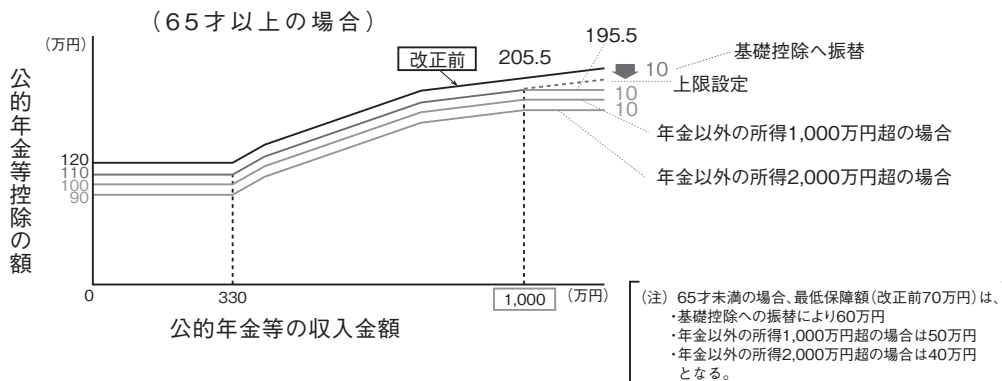 (65才以上の場合)
(万円)
公的年金等控除の額
改正前
205.5
195.5
基礎控除へ振替
10
上限設定
10
10
年金以外の所得1,000万円超の場合
年金以外の所得2,000万円超の場合
120
110
100
90
0
330
1,000
(万円)
公的年金等の収入金額
(注) 65才未満の場合、最低保障額(改正前70万円)は、
・基礎控除への振替により60万円
・年金以外の所得1,000万円超の場合は50万円
・年金以外の所得2,000万円超の場合は40万円
となる。